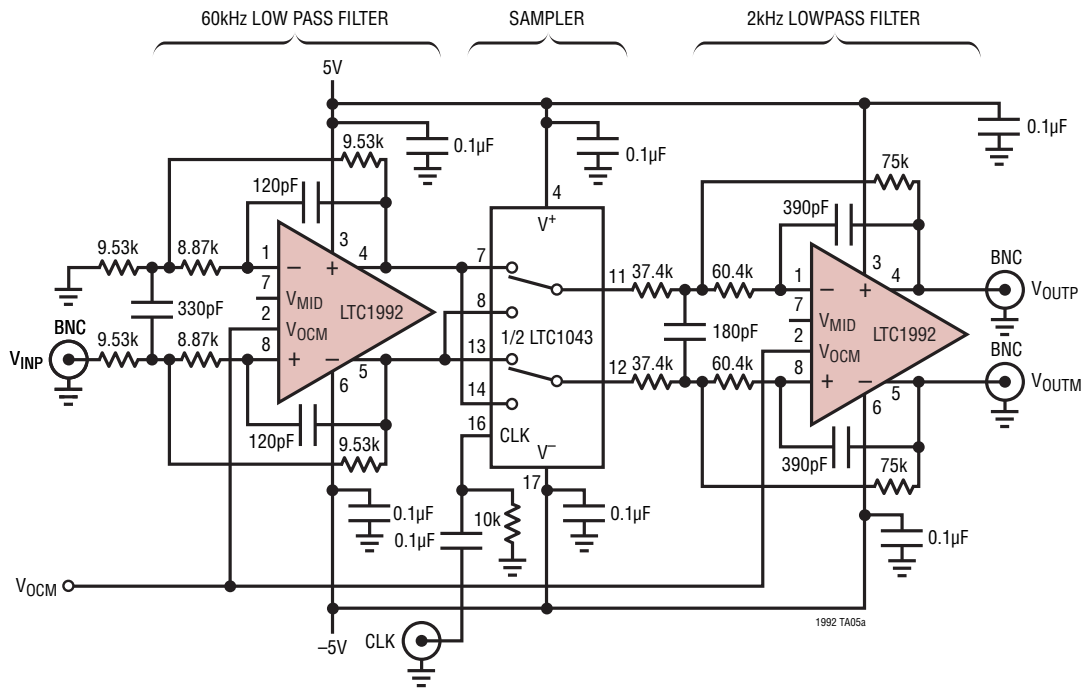 60kHz LOW PASS FILTER
SAMPLER
2kHz LOWPASS FILTER
5V
0.1µF
0.1µF
0.1µF
9.53k
75k
120pF
390pF
4
V+
9.53k
8.87k
1
3
4
7
11
37.4k
60.4k
1
3
4
BNC
VOUTP
7
VMID
2
VOCM
8
LTC1992
330pF
8
1/2 LTC1043
180pF
7
VMID
2
VOCM
8
LTC1992
BNC
VINP
9.53k
8.87k
6
5
13
12
37.4k
60.4k
6
5
BNC
VOUTM
14
16
CLK
V–
17
120pF
9.53k
390pF
75k
0.1µF
0.1µF
10k
0.1µF
0.1µF
VOCM
–5V
CLK
1992 TA05a